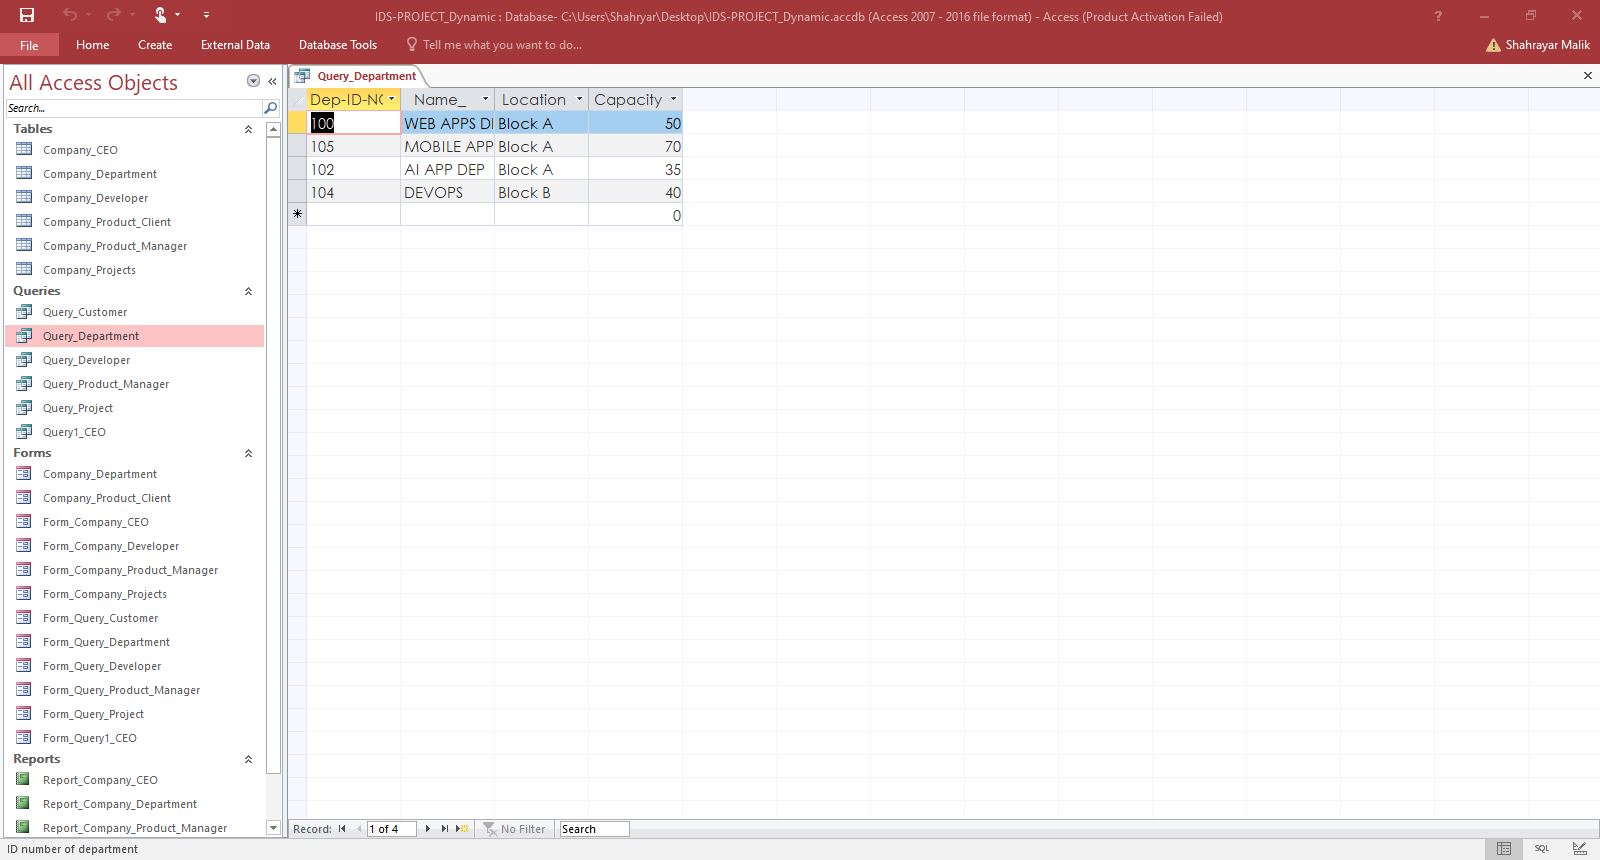 IDS-PROJECT_Dynamic : Database- C:\Users\Shahryar\Desktop\IDS-PROJECT_Dynamic.accdb (Access 2007 - 2016 file format) - Access (Product Activation Failed)
?
File Home Create External Data Database Tools Tell me what you want to do... Shahrayar Malik
All Access Objects
Search...
Tables
Company_CEO
Company_Department
Company_Developer
Company_Product_Client
Company_Product_Manager
Company_Projects
Queries
Query_Customer
Query_Department
Query_Developer
Query_Product_Manager
Query_Project
Query1_CEO
Forms
Company_Department
Company_Product_Client
Form_Company_CEO
Form_Company_Developer
Form_Company_Product_Manager
Form_Company_Projects
Form_Query_Customer
Form_Query_Department
Form_Query_Developer
Form_Query_Product_Manager
Form_Query_Project
Form_Query1_CEO
Reports
Report_Company_CEO
Report_Company_Department
Report_Company_Product_Manager
Query_Department
Dep-ID-NO Name_ Location Capacity
100 WEB APPS DE Block A 50
105 MOBILE APP Block A 70
102 AI APP DEP Block A 35
104 DEVOPS Block B 40
* 0
Record: 1 of 4 No Filter Search
ID number of department SQL